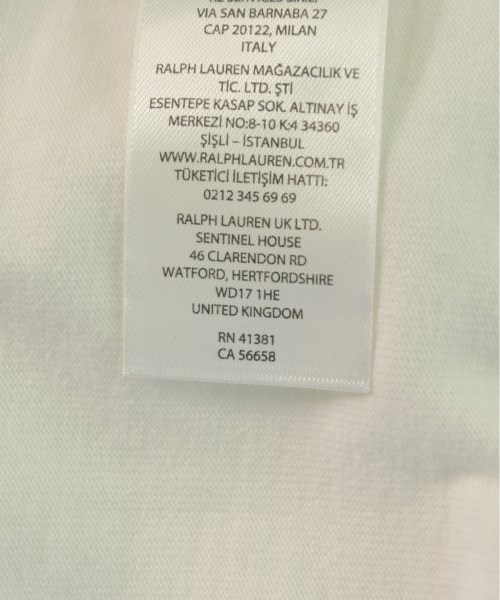 VIA SAN BARNABA 27
CAP 20122, MILAN
ITALY
RALPH LAUREN MAĞAZACILIK VE
TİC. LTD. ŞTİ
ESENTEPE KASAP SOK. ALTINAY İŞ
MERKEZİ NO:8-10 K:4 34360
ŞİŞLİ – İSTANBUL
WWW.RALPHLAUREN.COM.TR
TÜKETİCİ İLETİŞİM HATTI:
0212 345 69 69
RALPH LAUREN UK LTD.
SENTINEL HOUSE
46 CLARENDON RD
WATFORD, HERTFORDSHIRE
WD17 1HE
UNITED KINGDOM
RN 41381
CA 56658